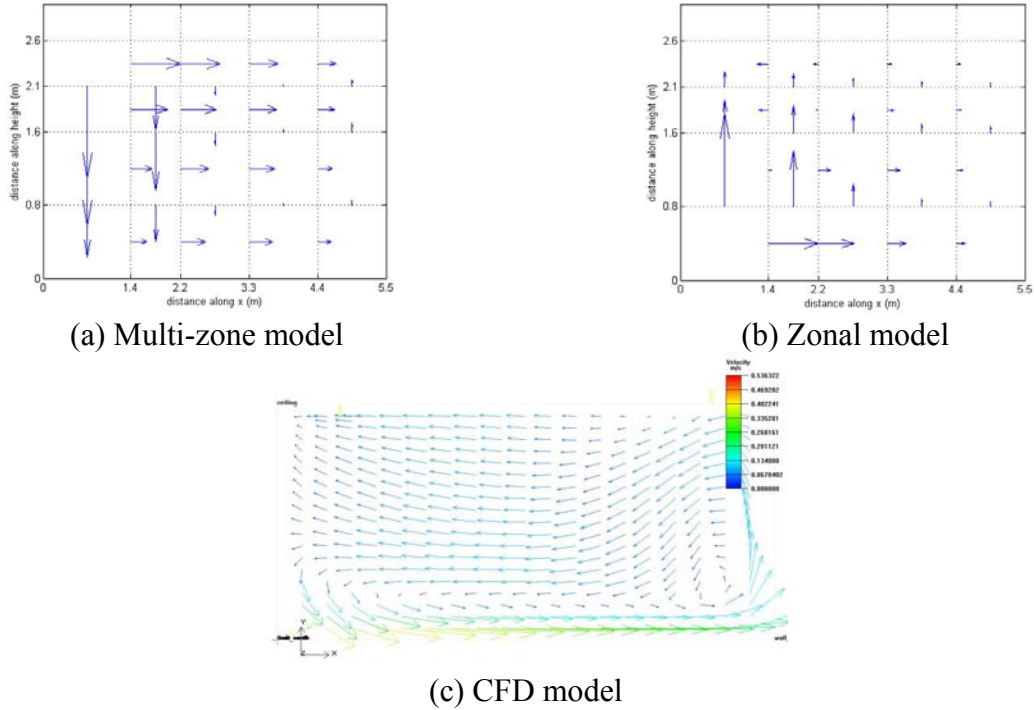 2.6
2.1
1.6
0.8
0
0 1.4 2.2 3.3 4.4 5.5
distance along height (m)
distance along x (m)
(a) Multi-zone model
2.6
2.1
1.6
0.8
0
0 1.4 2.2 3.3 4.4 5.5
distance along height (m)
distance along x (m)
(b) Zonal model
Velocity
m/s
0.536322
0.469282
0.402241
0.335201
0.268161
0.201121
0.134080
0.0670402
0.000000
ceiling
Y
Z X
wall_
(c) CFD model